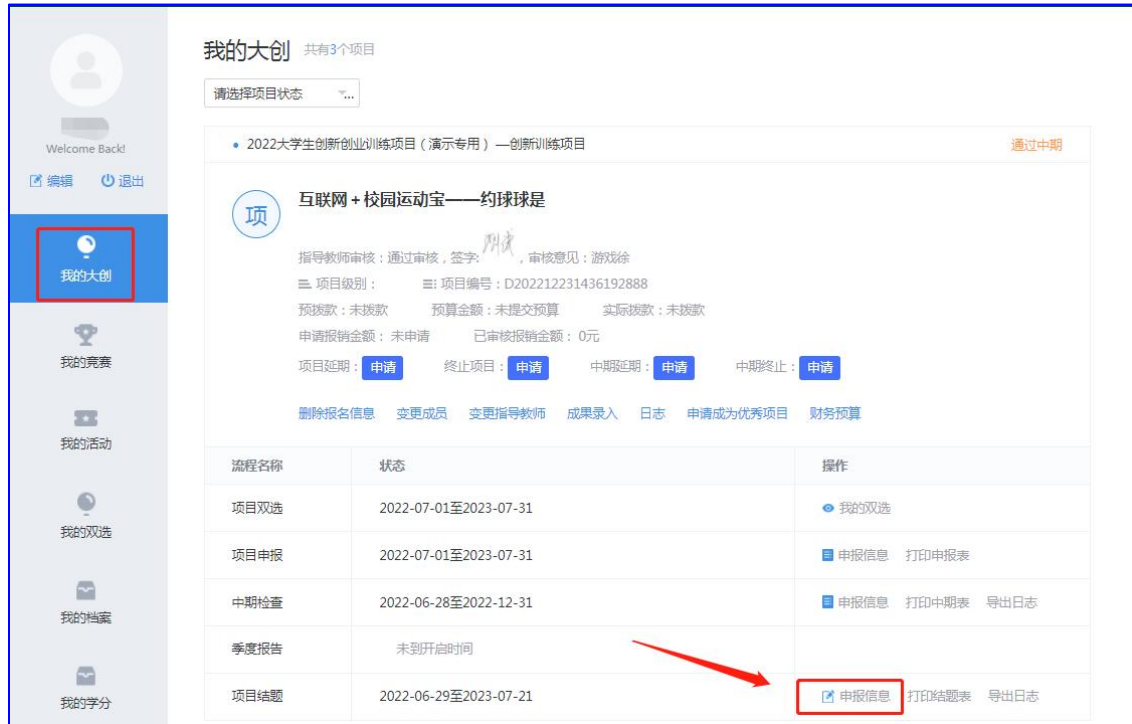 我的大创 共有3个项目
请选择项目状态 ...
Welcome Back!
编辑 退出
我的大创
我的竞赛
我的活动
我的双选
我的档案
我的学分
2022大学生创新创业训练项目（演示专用）—创新训练项目 通过中期
项 互联网+校园运动宝——约球球是
指导教师审核：通过审核，签字: ，审核意见：游戏徐
项目级别： 项目编号：D202212231436192888
预拨款：未拨款 预算金额：未提交预算 实际拨款：未拨款
申请报销金额： 未申请 已审核报销金额： 0元
项目延期： 申请 终止项目： 申请 中期延期： 申请 中期终止： 申请
删除报名信息 变更成员 变更指导教师 成果录入 日志 申请成为优秀项目 财务预算
流程名称 状态 操作
项目双选 2022-07-01至2023-07-31 我的双选
项目申报 2022-07-01至2023-07-31 申报信息 打印申报表
中期检查 2022-06-28至2022-12-31 申报信息 打印中期表 导出日志
季度报告 未到开启时间
项目结题 2022-06-29至2023-07-21 申报信息 打印结题表 导出日志